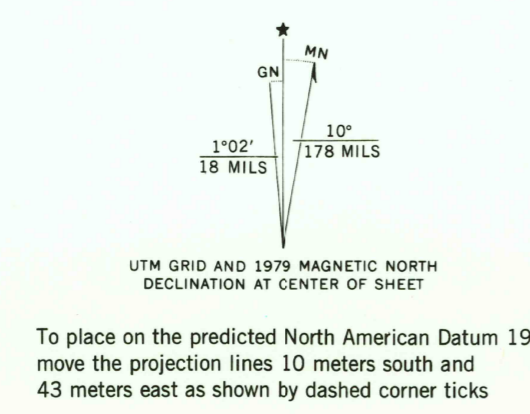 MN
GN
1°02'
18 MILS
10°
178 MILS
UTM GRID AND 1979 MAGNETIC NORTH
DECLINATION AT CENTER OF SHEET
To place on the predicted North American Datum 19
move the projection lines 10 meters south and
43 meters east as shown by dashed corner ticks